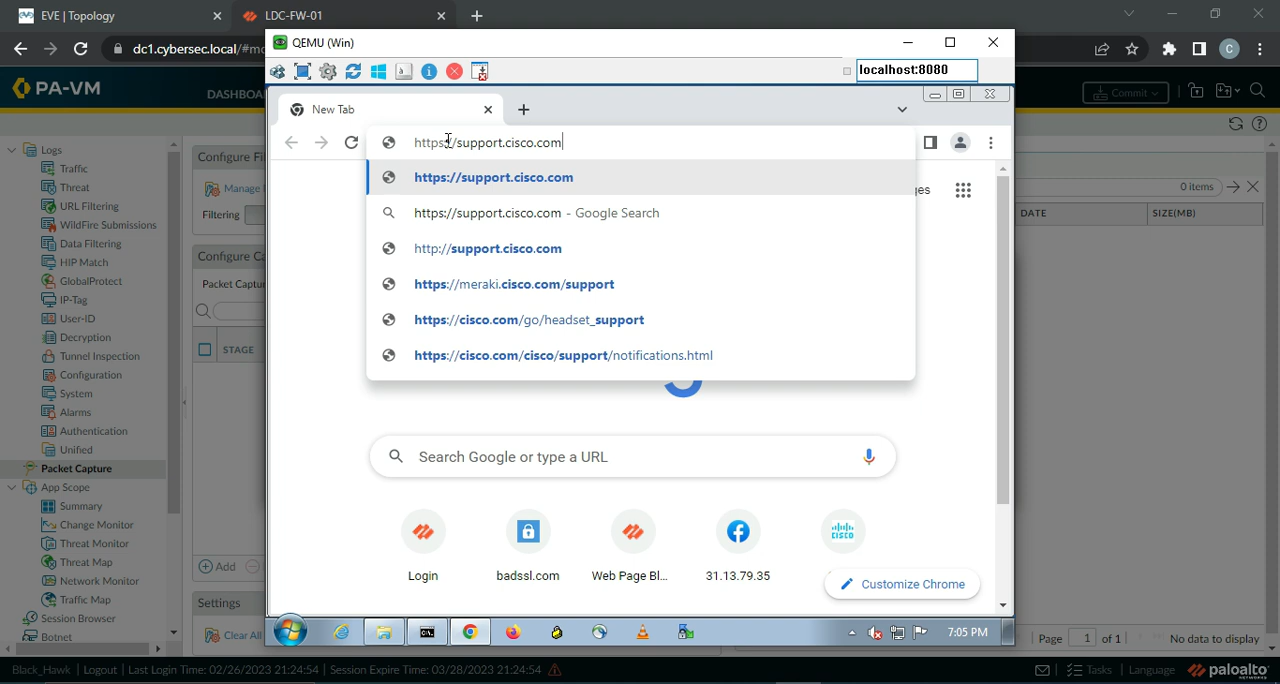 EVE | Topology
LDC-FW-01
dc1.cybersec.local/#mo
C
QEMU (Win)
localhost:8080
PA-VM
DASHBOA
Commit
New Tab
https://support.cisco.com
https://support.cisco.com
https://support.cisco.com - Google Search
http://support.cisco.com
https://meraki.cisco.com/support
https://cisco.com/go/headset_support
https://cisco.com/cisco/support/notifications.html
Search Google or type a URL
Login
badssl.com
Web Page Bl...
31.13.79.35
CISCO
Customize Chrome
7:05 PM
Logs
Traffic
Threat
URL Filtering
WildFire Submissions
Data Filtering
HIP Match
GlobalProtect
IP-Tag
User-ID
Decryption
Tunnel Inspection
Configuration
System
Alarms
Authentication
Unified
Packet Capture
App Scope
Summary
Change Monitor
Threat Monitor
Threat Map
Network Monitor
Traffic Map
Session Browser
Botnet
Configure Fi
Manage
Filtering
Configure Ca
Packet Captu
STAGE
Add
Settings
Clear All
0 items
DATE
SIZE(MB)
Page 1 of 1
No data to display
Black_Hawk | Logout | Last Login Time: 02/26/2023 21:24:54 | Session Expire Time: 03/28/2023 21:24:54
Tasks | Language
paloalto
NETWORKS